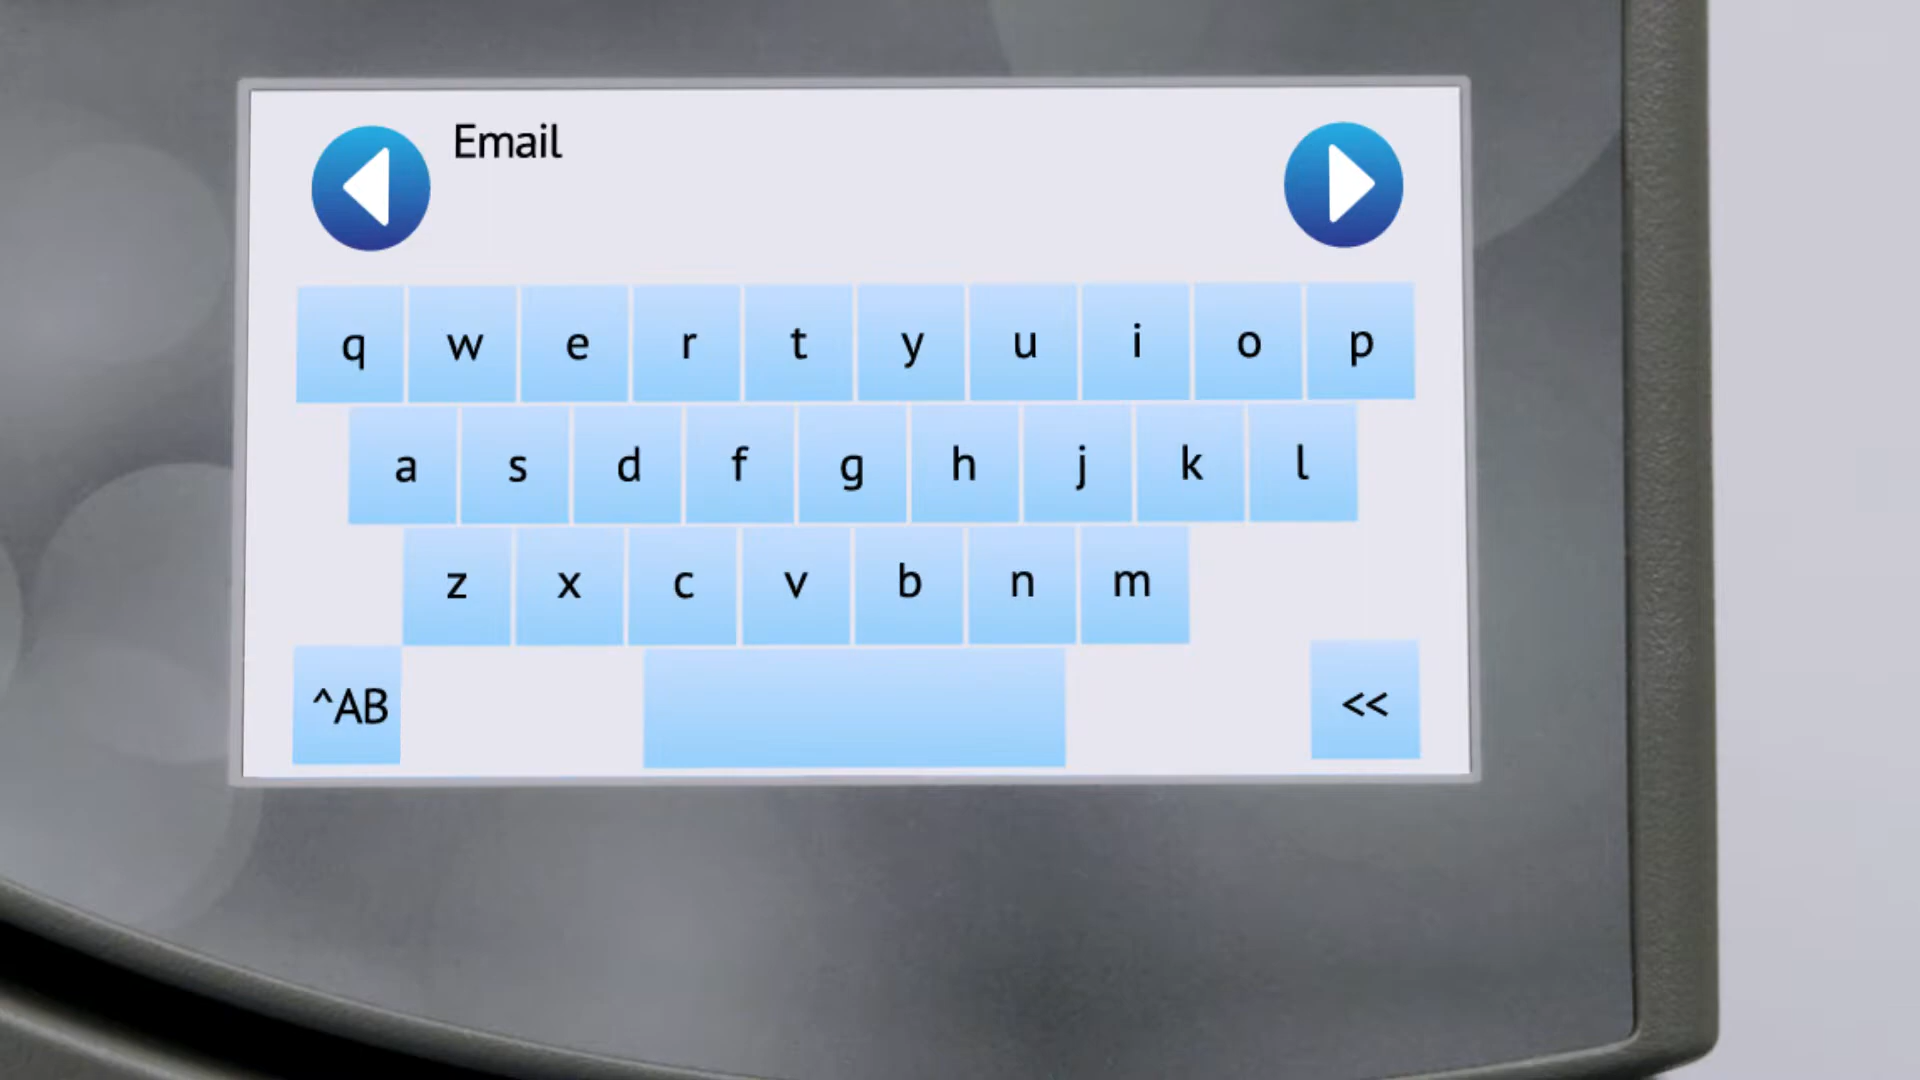 Email
q w e r t y u i o p
a s d f g h j k l
z x c v b n m
^AB <<